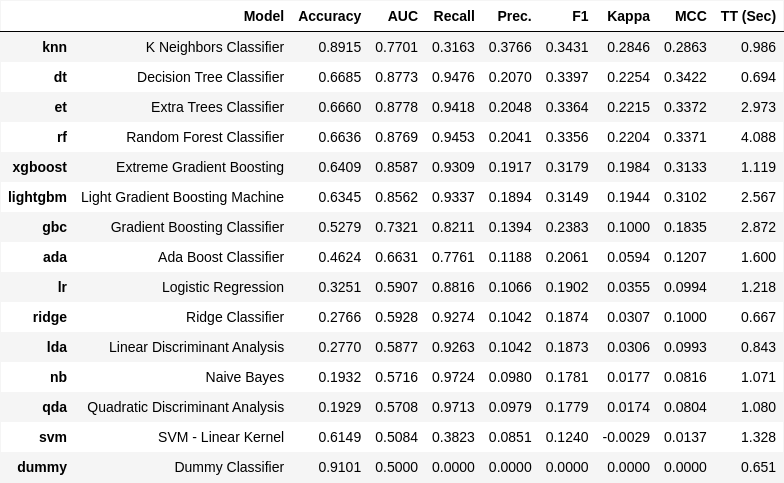 Model Accuracy AUC Recall Prec. F1 Kappa MCC TT (Sec)
knn K Neighbors Classifier 0.8915 0.7701 0.3163 0.3766 0.3431 0.2846 0.2863 0.986
dt Decision Tree Classifier 0.6685 0.8773 0.9476 0.2070 0.3397 0.2254 0.3422 0.694
et Extra Trees Classifier 0.6660 0.8778 0.9418 0.2048 0.3364 0.2215 0.3372 2.973
rf Random Forest Classifier 0.6636 0.8769 0.9453 0.2041 0.3356 0.2204 0.3371 4.088
xgboost Extreme Gradient Boosting 0.6409 0.8587 0.9309 0.1917 0.3179 0.1984 0.3133 1.119
lightgbm Light Gradient Boosting Machine 0.6345 0.8562 0.9337 0.1894 0.3149 0.1944 0.3102 2.567
gbc Gradient Boosting Classifier 0.5279 0.7321 0.8211 0.1394 0.2383 0.1000 0.1835 2.872
ada Ada Boost Classifier 0.4624 0.6631 0.7761 0.1188 0.2061 0.0594 0.1207 1.600
lr Logistic Regression 0.3251 0.5907 0.8816 0.1066 0.1902 0.0355 0.0994 1.218
ridge Ridge Classifier 0.2766 0.5928 0.9274 0.1042 0.1874 0.0307 0.1000 0.667
lda Linear Discriminant Analysis 0.2770 0.5877 0.9263 0.1042 0.1873 0.0306 0.0993 0.843
nb Naive Bayes 0.1932 0.5716 0.9724 0.0980 0.1781 0.0177 0.0816 1.071
qda Quadratic Discriminant Analysis 0.1929 0.5708 0.9713 0.0979 0.1779 0.0174 0.0804 1.080
svm SVM - Linear Kernel 0.6149 0.5084 0.3823 0.0851 0.1240 -0.0029 0.0137 1.328
dummy Dummy Classifier 0.9101 0.5000 0.0000 0.0000 0.0000 0.0000 0.0000 0.651